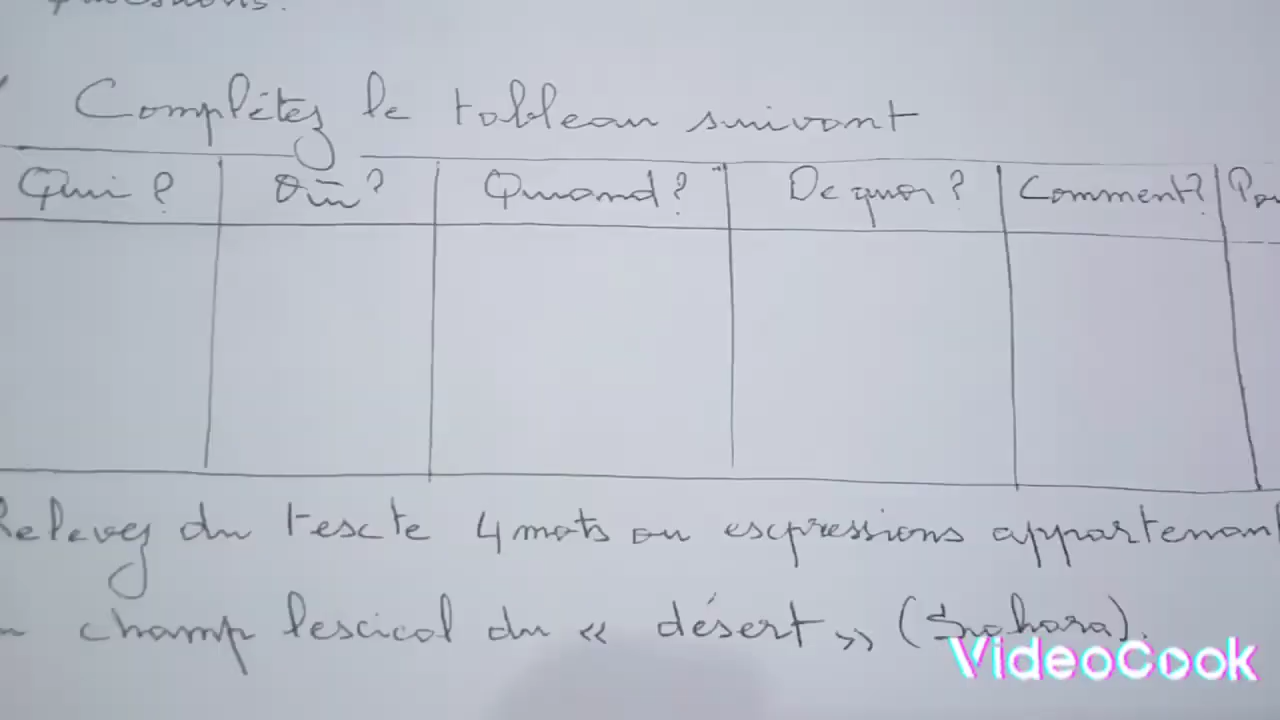 questions.
Complétez le tableau suivant
Qui ? Où ? Quand ? De quoi ? Comment ?
Relevez du texte 4 mots ou expressions appartenant
champ lexical du « désert » (Sahara).
VideoCook